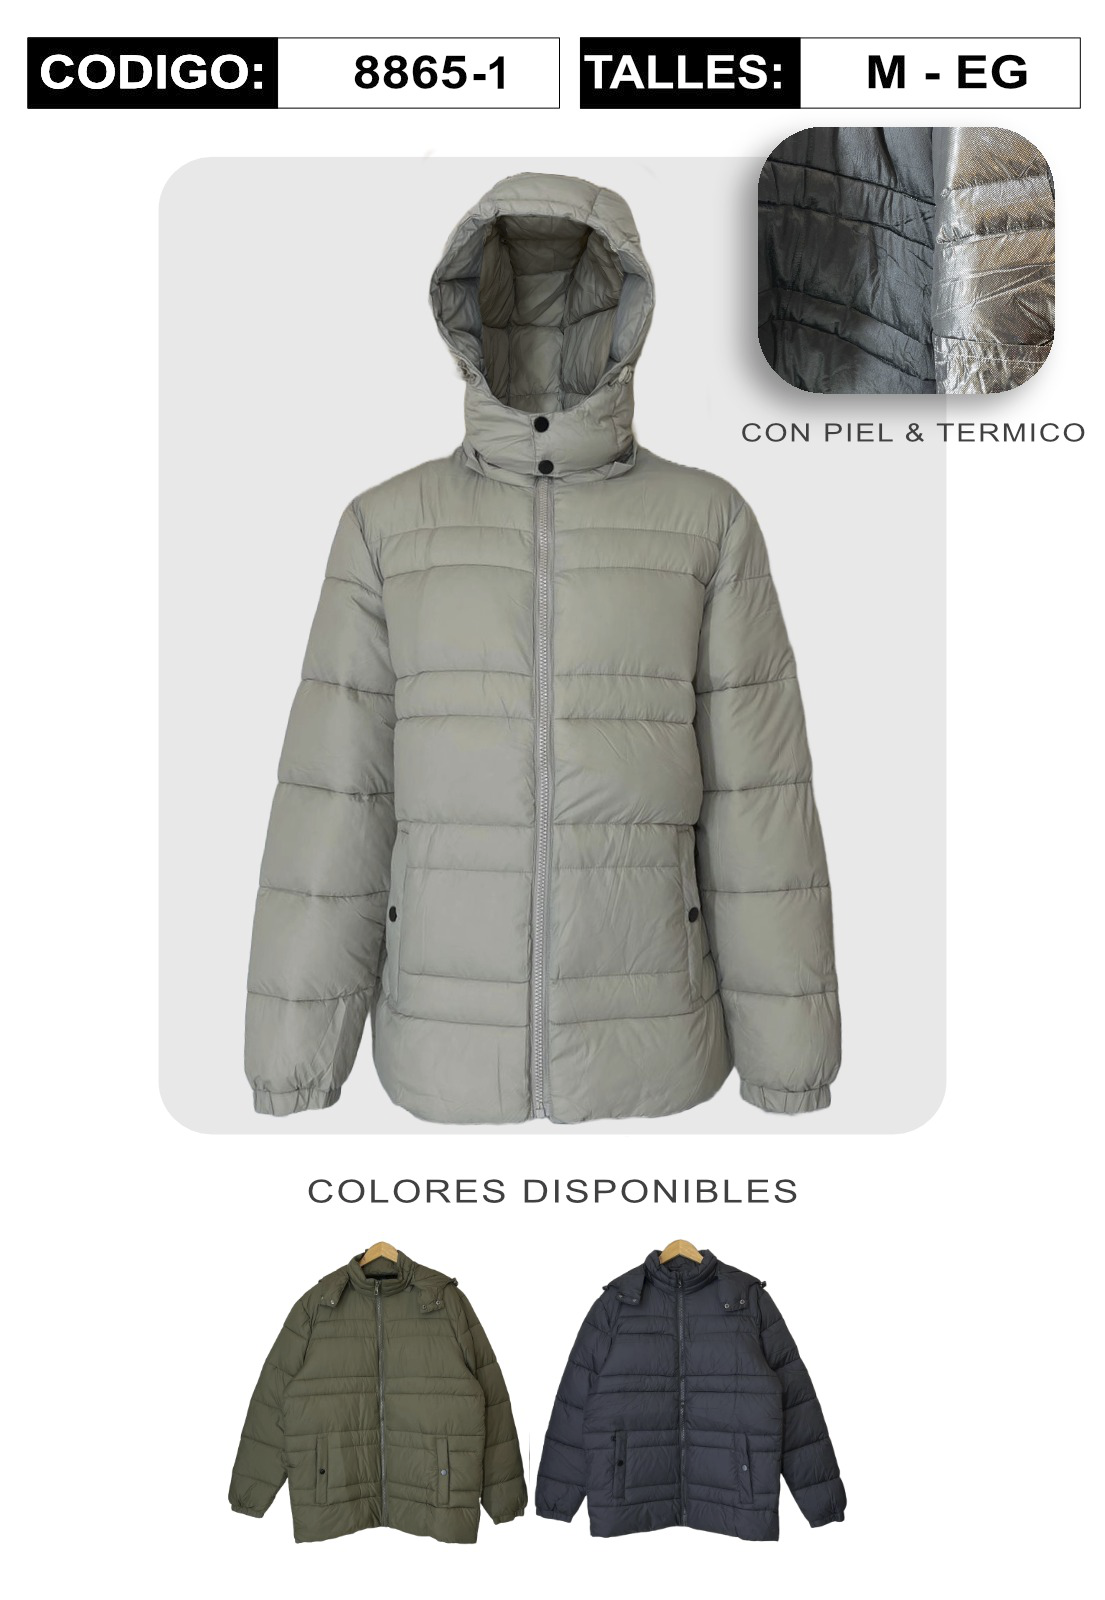 CODIGO: 8865-1 TALLES: M - EG
CON PIEL & TERMICO
COLORES DISPONIBLES